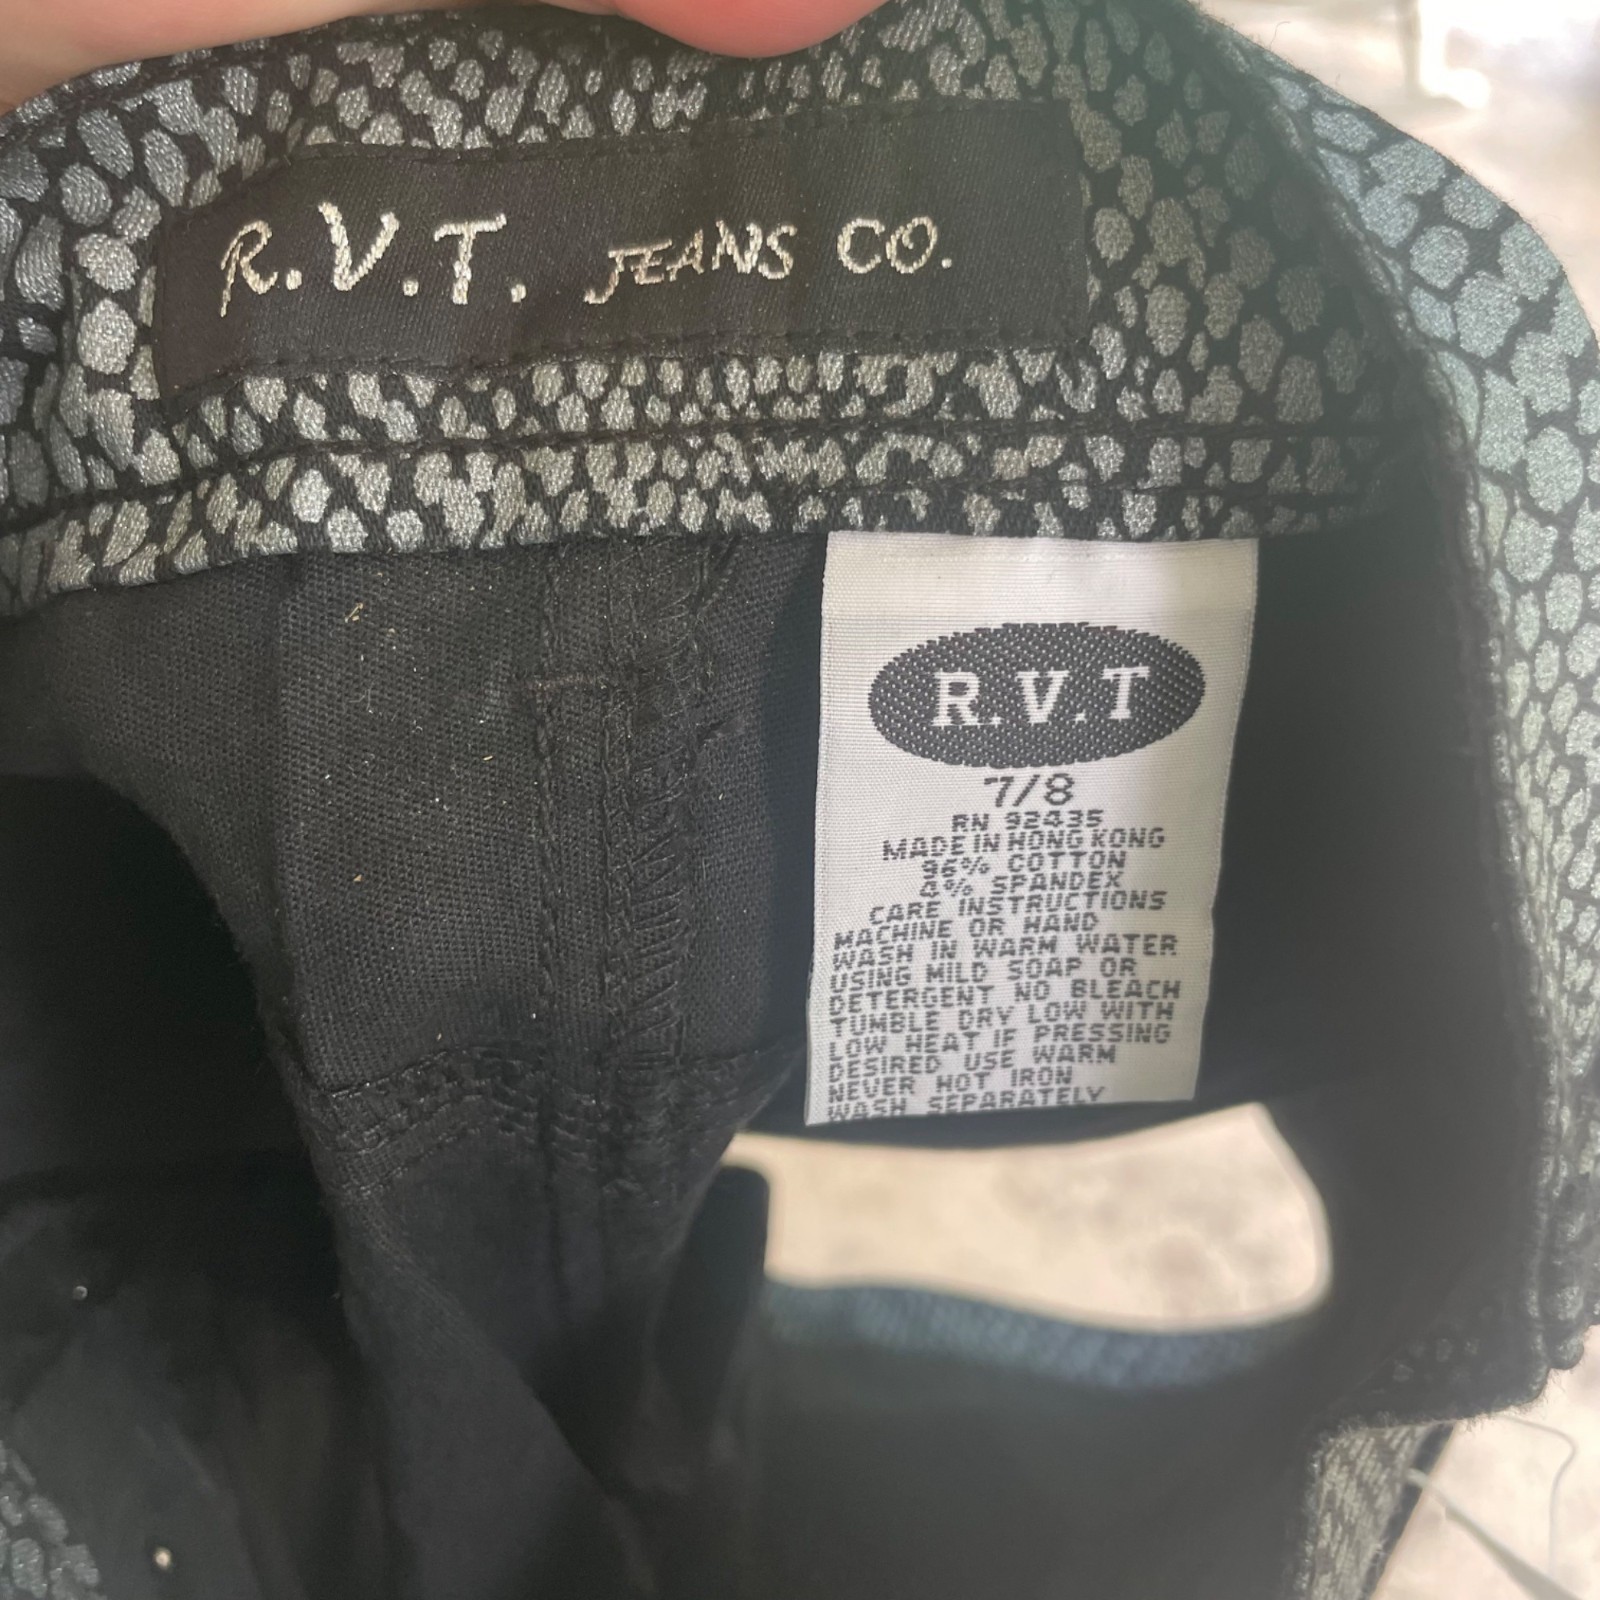 R.V.T. JEANS CO.
R.V.T
7/8
RN 92435
MADE IN HONG KONG
96% COTTON
4% SPANDEX
CARE INSTRUCTIONS
MACHINE OR HAND
WASH IN WARM WATER
USING MILD SOAP OR
DETERGENT NO BLEACH
TUMBLE DRY LOW WITH
LOW HEAT IF PRESSING
DESIRED USE WARM
NEVER HOT IRON
WASH SEPARATELY